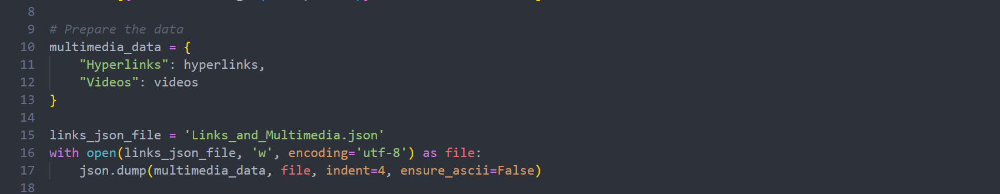 8
9 # Prepare the data
10 multimedia_data = {
11     "Hyperlinks": hyperlinks,
12     "Videos": videos
13 }
14
15 links_json_file = 'Links_and_Multimedia.json'
16 with open(links_json_file, 'w', encoding='utf-8') as file:
17     json.dump(multimedia_data, file, indent=4, ensure_ascii=False)
18